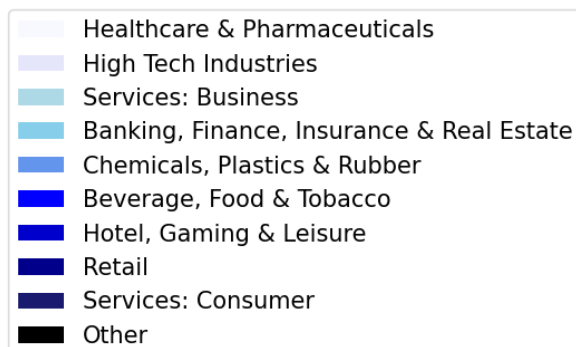 Healthcare & Pharmaceuticals
High Tech Industries
Services: Business
Banking, Finance, Insurance & Real Estate
Chemicals, Plastics & Rubber
Beverage, Food & Tobacco
Hotel, Gaming & Leisure
Retail
Services: Consumer
Other